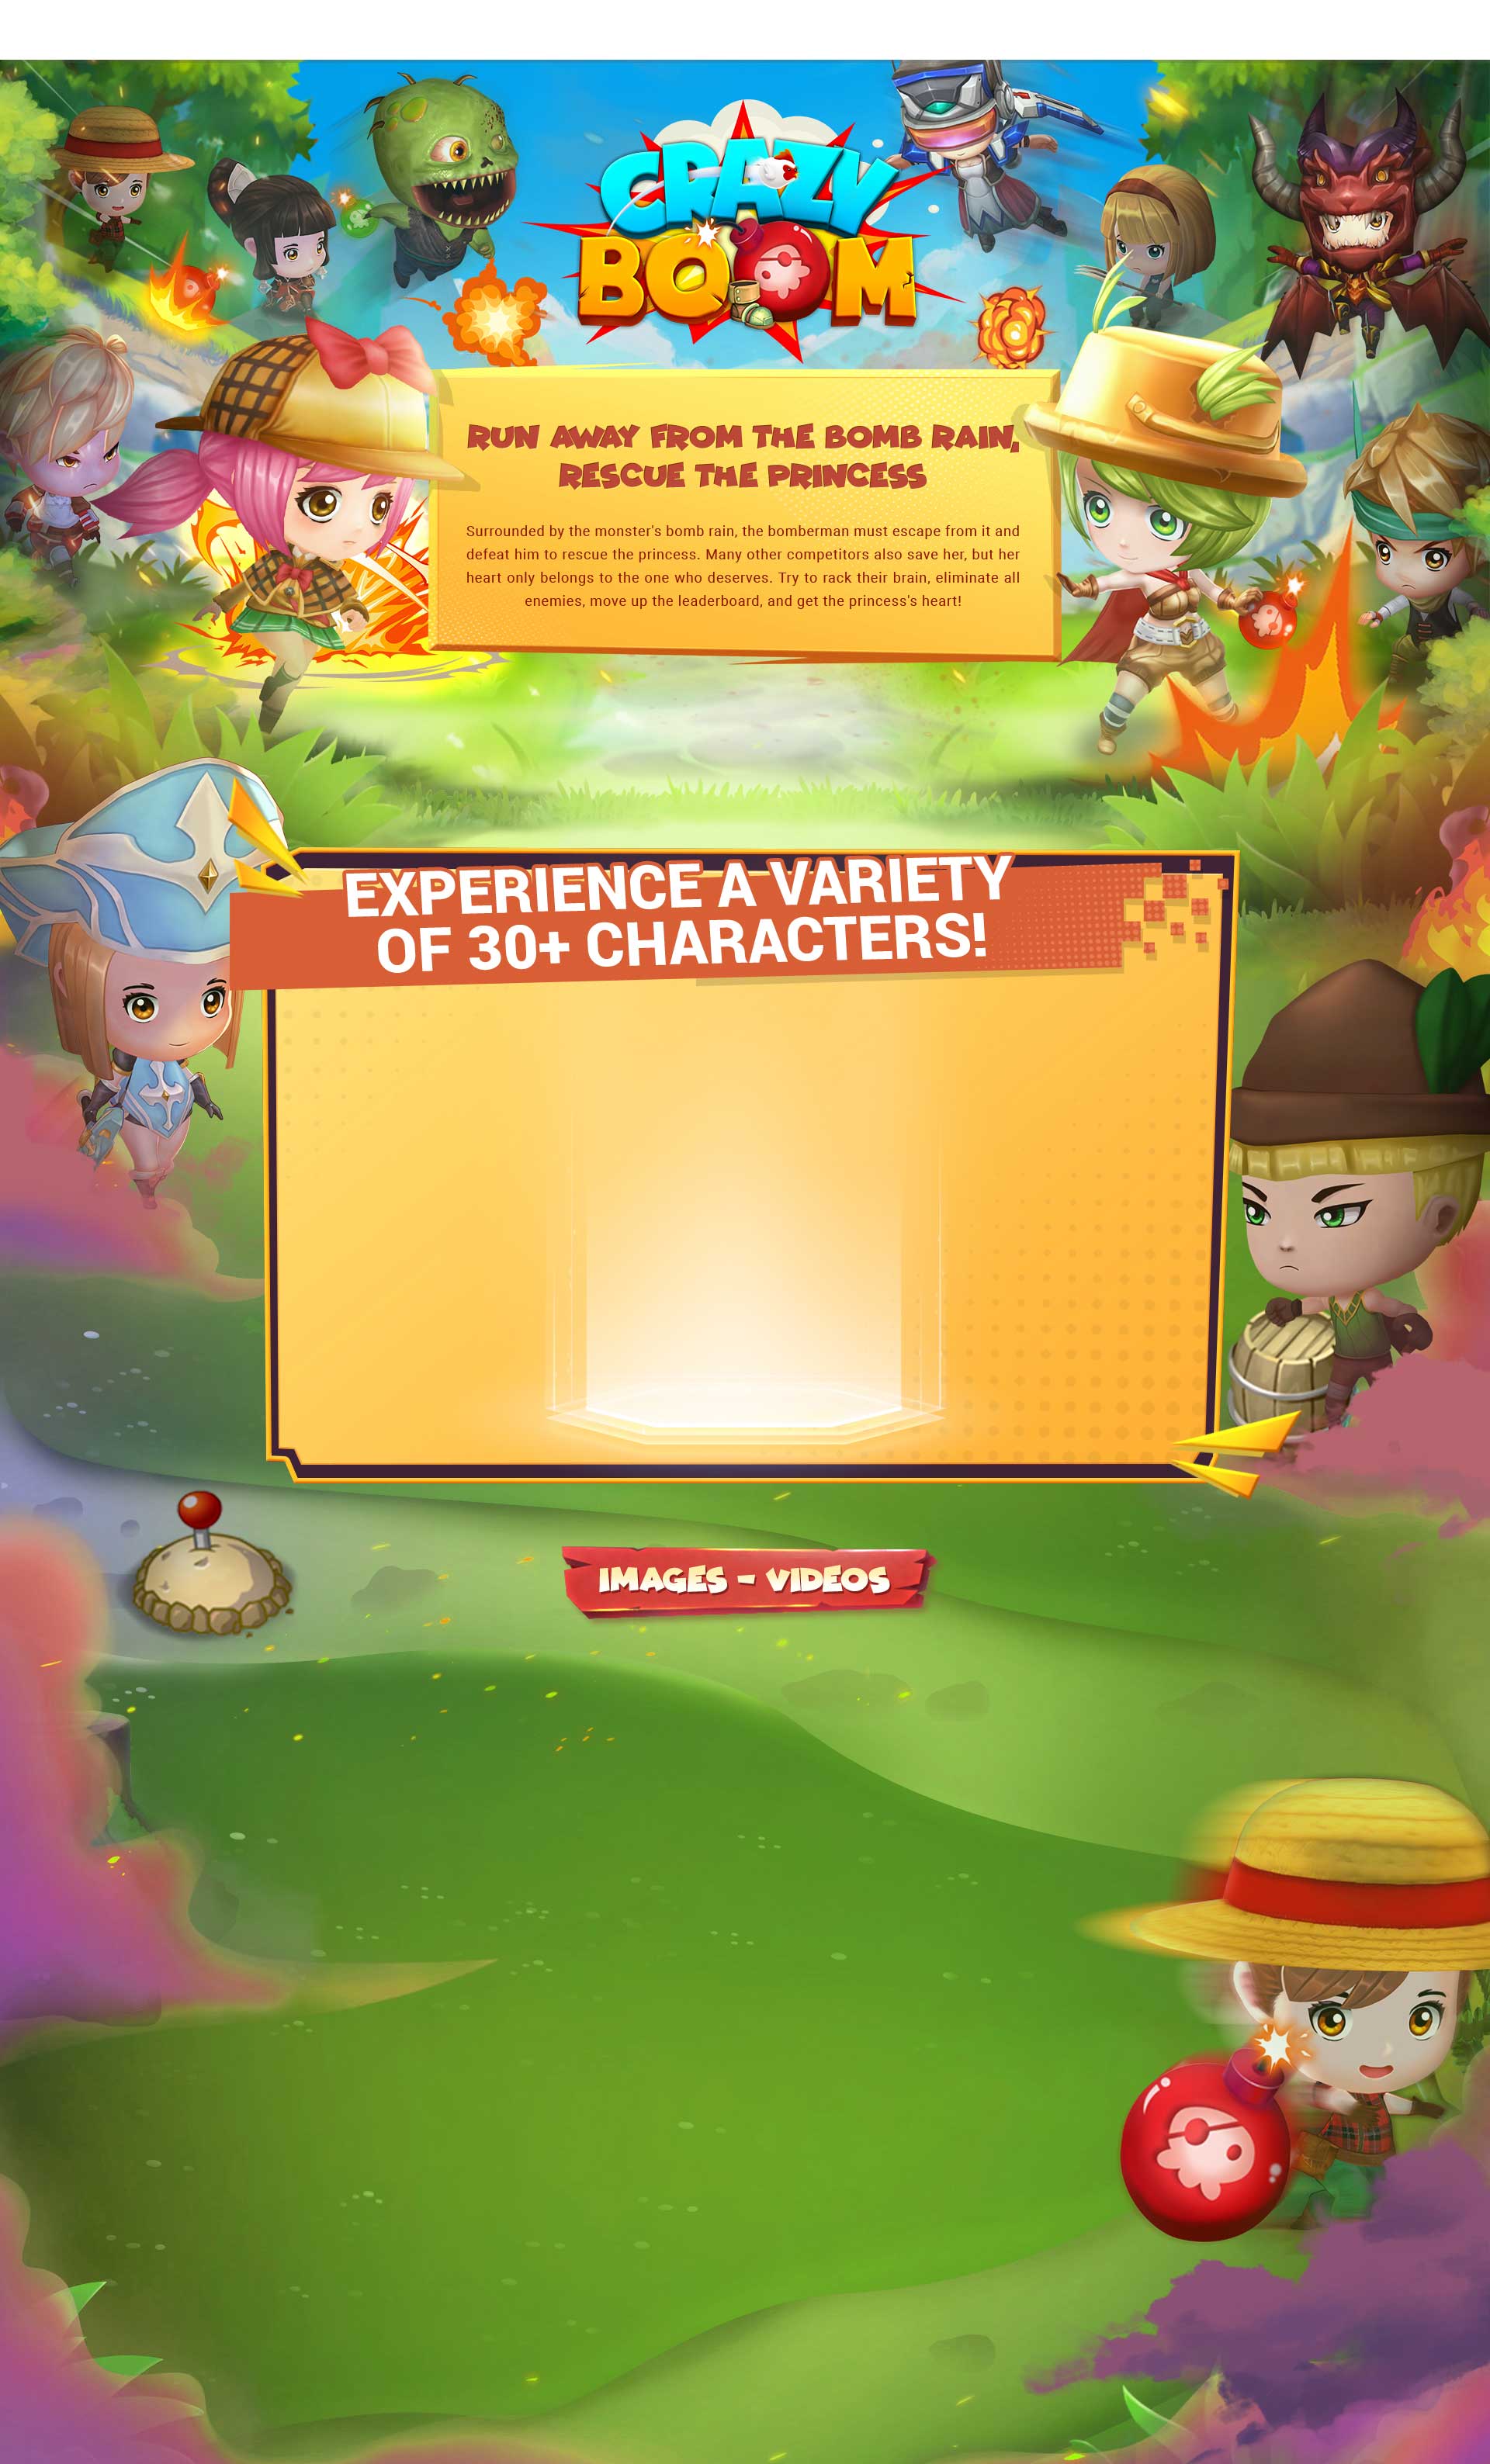 CRAZY
BOOM
RUN AWAY FROM THE BOMB RAIN,
RESCUE THE PRINCESS
Surrounded by the monster's bomb rain, the bomberman must escape from it and
defeat him to rescue the princess. Many other competitors also save her, but her
heart only belongs to the one who deserves. Try to rack their brain, eliminate all
enemies, move up the leaderboard, and get the princess's heart!
EXPERIENCE A VARIETY
OF 30+ CHARACTERS!
IMAGES - VIDEOS